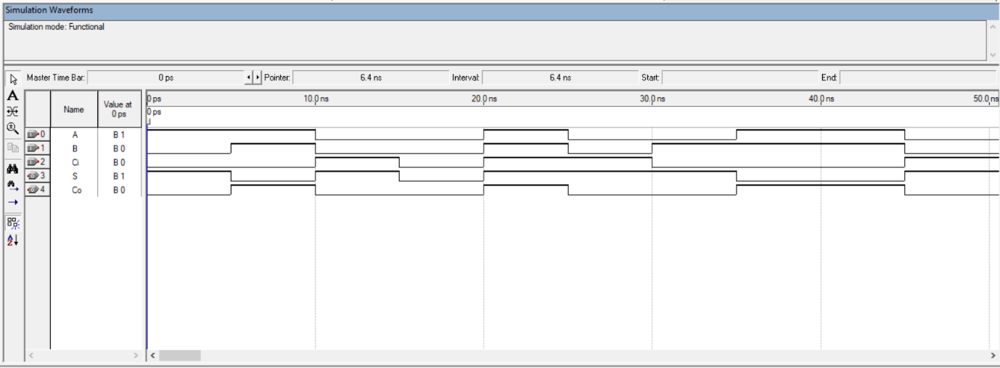 Simulation Waveforms
Simulation mode: Functional
Master Time Bar: 0 ps Pointer: 6.4 ns Interval: 6.4 ns Start: End:
Name Value at 0 ps 0 ps 10.0 ns 20.0 ns 30.0 ns 40.0 ns 50.0 ns
0 ps
0 A B 1
1 B B 0
2 Ci B 0
3 S B 1
4 Co B 0